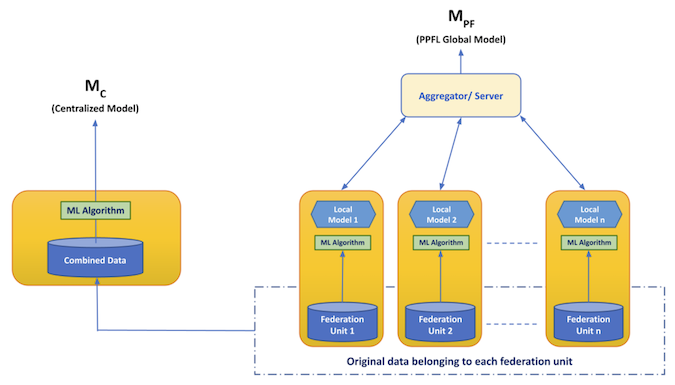 M_C
(Centralized Model)
ML Algorithm
Combined Data
M_PF
(PPFL Global Model)
Aggregator/ Server
Local
Model 1
ML Algorithm
Federation
Unit 1
Local
Model 2
ML Algorithm
Federation
Unit 2
Local
Model n
ML Algorithm
Federation
Unit n
Original data belonging to each federation unit